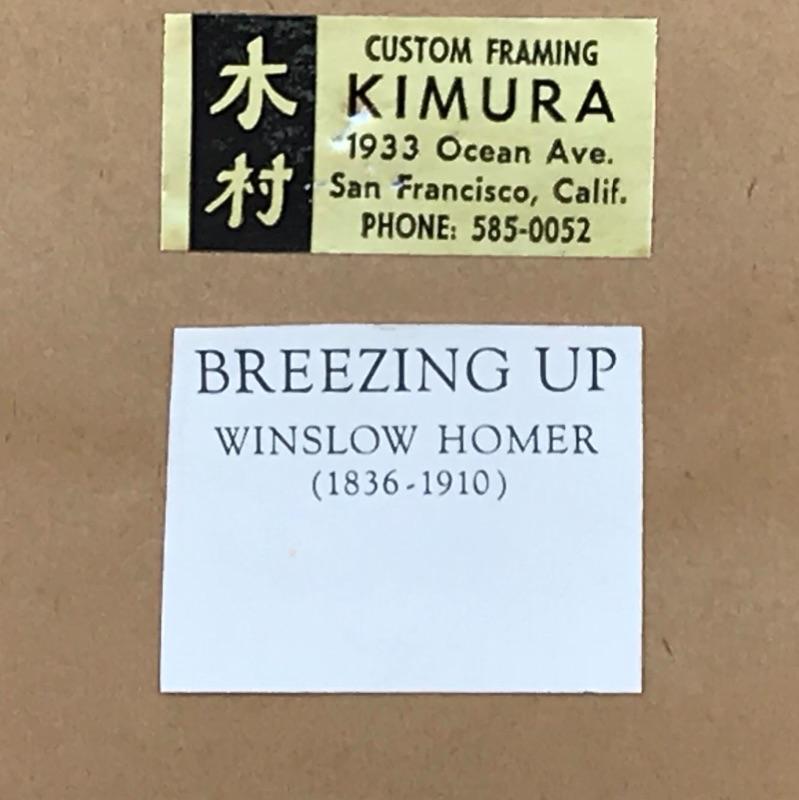 木村
CUSTOM FRAMING
KIMURA
1933 Ocean Ave.
San Francisco, Calif.
PHONE: 585-0052
BREEZING UP
WINSLOW HOMER
(1836-1910)